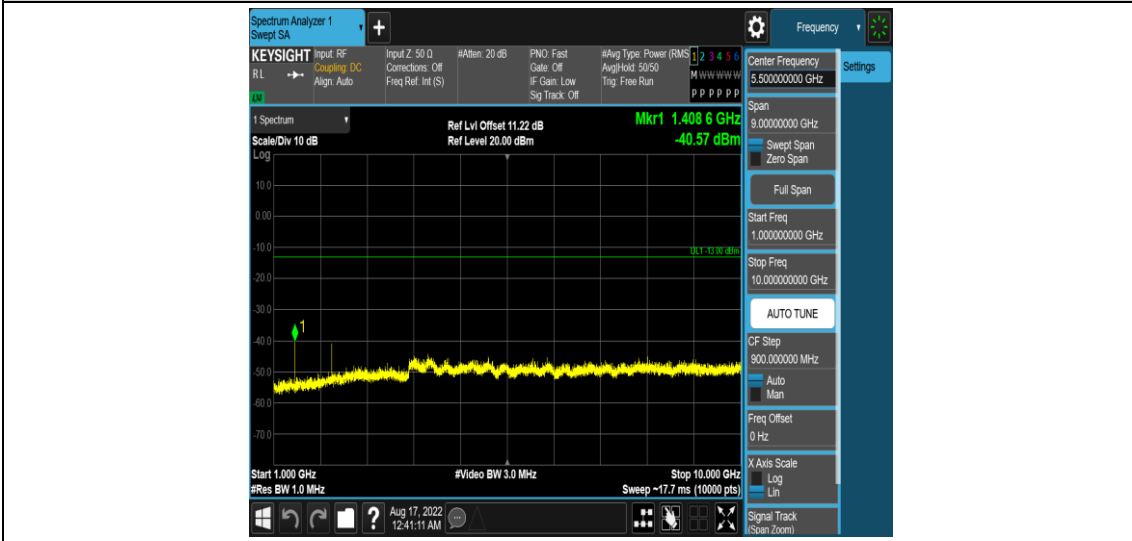 Spectrum Analyzer 1
Swept SA
+
Frequency
KEYSIGHT
RL
LM
Input: RF
Coupling: DC
Align: Auto
Input Z: 50 Ω
Corrections: Off
Freq Ref: Int (S)
#Atten: 20 dB
PNO: Fast
Gate: Off
IF Gain: Low
Sig Track: Off
#Avg Type: Power (RMS
Avg|Hold: 50/50
Trig: Free Run
1 2 3 4 5 6
M W W W W W
P P P P P P
1 Spectrum
Scale/Div 10 dB
Log
Ref Lvl Offset 11.22 dB
Ref Level 20.00 dBm
Mkr1 1.408 6 GHz
-40.57 dBm
10.0
0.00
-10.0
-20.0
-30.0
-40.0
-50.0
-60.0
-70.0
DL1 -13.00 dBm
1
Start 1.000 GHz
#Res BW 1.0 MHz
#Video BW 3.0 MHz
Stop 10.000 GHz
Sweep ~17.7 ms (10000 pts)
Center Frequency
5.500000000 GHz
Settings
Span
9.00000000 GHz
Swept Span
Zero Span
Full Span
Start Freq
1.000000000 GHz
Stop Freq
10.000000000 GHz
AUTO TUNE
CF Step
900.000000 MHz
Auto
Man
Freq Offset
0 Hz
X Axis Scale
Log
Lin
Signal Track
(Span Zoom)
?
Aug 17, 2022
12:41:11 AM